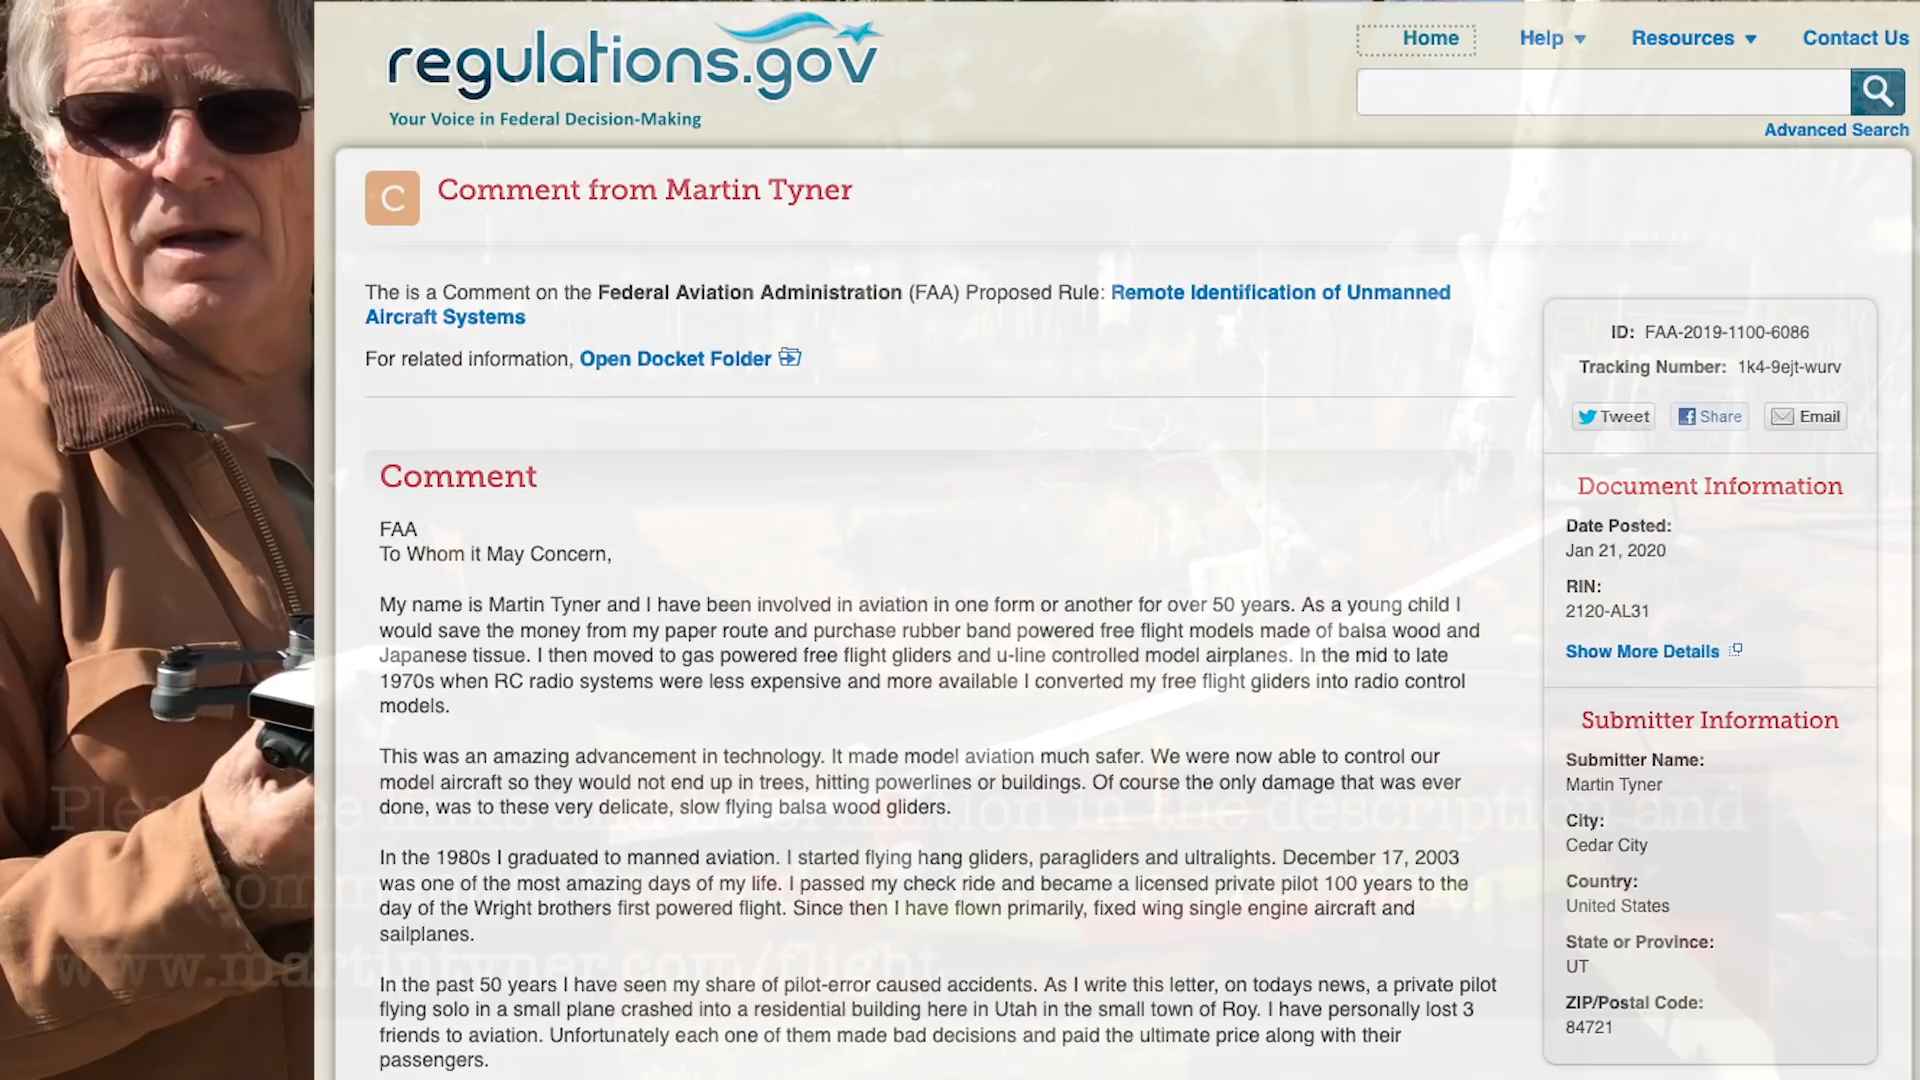 regulations.gov
Your Voice in Federal Decision-Making
Home
Help
Resources
Contact Us
Advanced Search
C
Comment from Martin Tyner
The is a Comment on the Federal Aviation Administration (FAA) Proposed Rule: Remote Identification of Unmanned
Aircraft Systems
For related information, Open Docket Folder
Comment
FAA
To Whom it May Concern,
My name is Martin Tyner and I have been involved in aviation in one form or another for over 50 years. As a young child I
would save the money from my paper route and purchase rubber band powered free flight models made of balsa wood and
Japanese tissue. I then moved to gas powered free flight gliders and u-line controlled model airplanes. In the mid to late
1970s when RC radio systems were less expensive and more available I converted my free flight gliders into radio control
models.
This was an amazing advancement in technology. It made model aviation much safer. We were now able to control our
model aircraft so they would not end up in trees, hitting powerlines or buildings. Of course the only damage that was ever
done, was to these very delicate, slow flying balsa wood gliders.
In the 1980s I graduated to manned aviation. I started flying hang gliders, paragliders and ultralights. December 17, 2003
was one of the most amazing days of my life. I passed my check ride and became a licensed private pilot 100 years to the
day of the Wright brothers first powered flight. Since then I have flown primarily, fixed wing single engine aircraft and
sailplanes.
In the past 50 years I have seen my share of pilot-error caused accidents. As I write this letter, on todays news, a private pilot
flying solo in a small plane crashed into a residential building here in Utah in the small town of Roy. I have personally lost 3
friends to aviation. Unfortunately each one of them made bad decisions and paid the ultimate price along with their
passengers.
ID: FAA-2019-1100-6086
Tracking Number: 1k4-9ejt-wurv
Tweet
Share
Email
Document Information
Date Posted:
Jan 21, 2020
RIN:
2120-AL31
Show More Details
Submitter Information
Submitter Name:
Martin Tyner
City:
Cedar City
Country:
United States
State or Province:
UT
ZIP/Postal Code:
84721
information in the description and
www.martintyner.com/flight